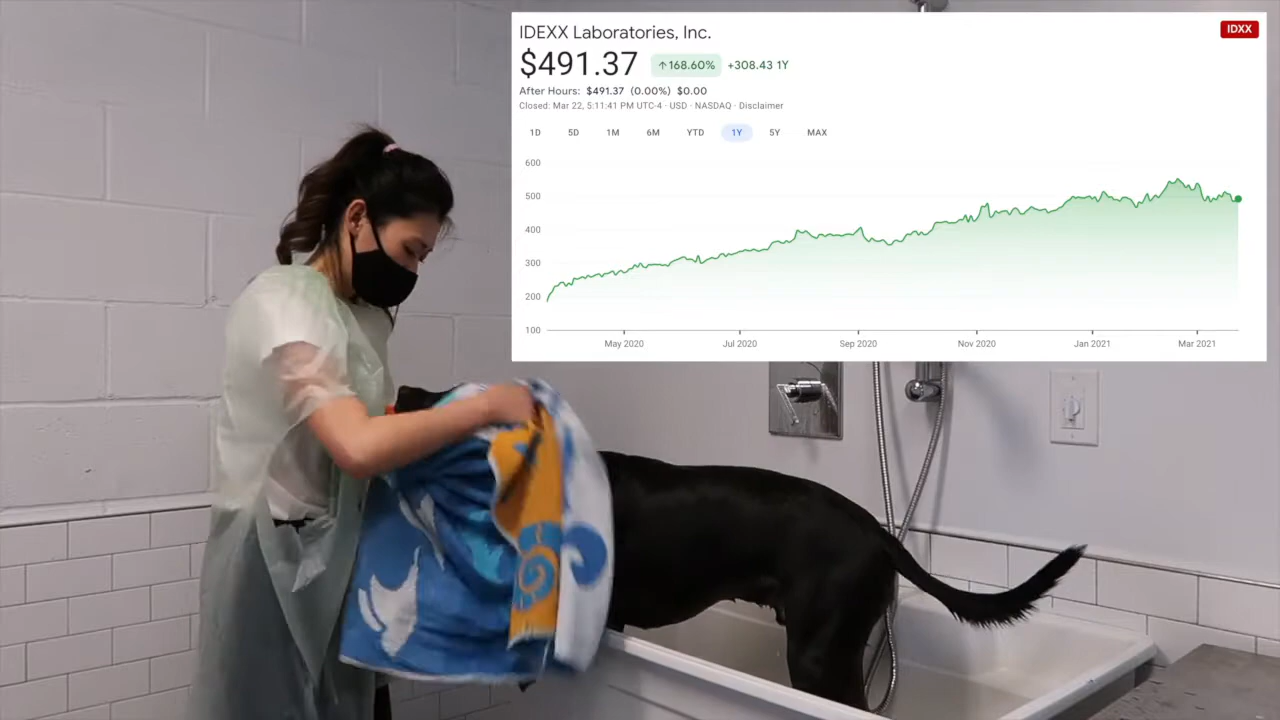 IDEXX Laboratories, Inc.
IDXX
$491.37 ↑168.60% +308.43 1Y
After Hours: $491.37 (0.00%) $0.00
Closed: Mar 22, 5:11:41 PM UTC-4 · USD · NASDAQ · Disclaimer
1D 5D 1M 6M YTD 1Y 5Y MAX
600
500
400
300
200
100
May 2020 Jul 2020 Sep 2020 Nov 2020 Jan 2021 Mar 2021